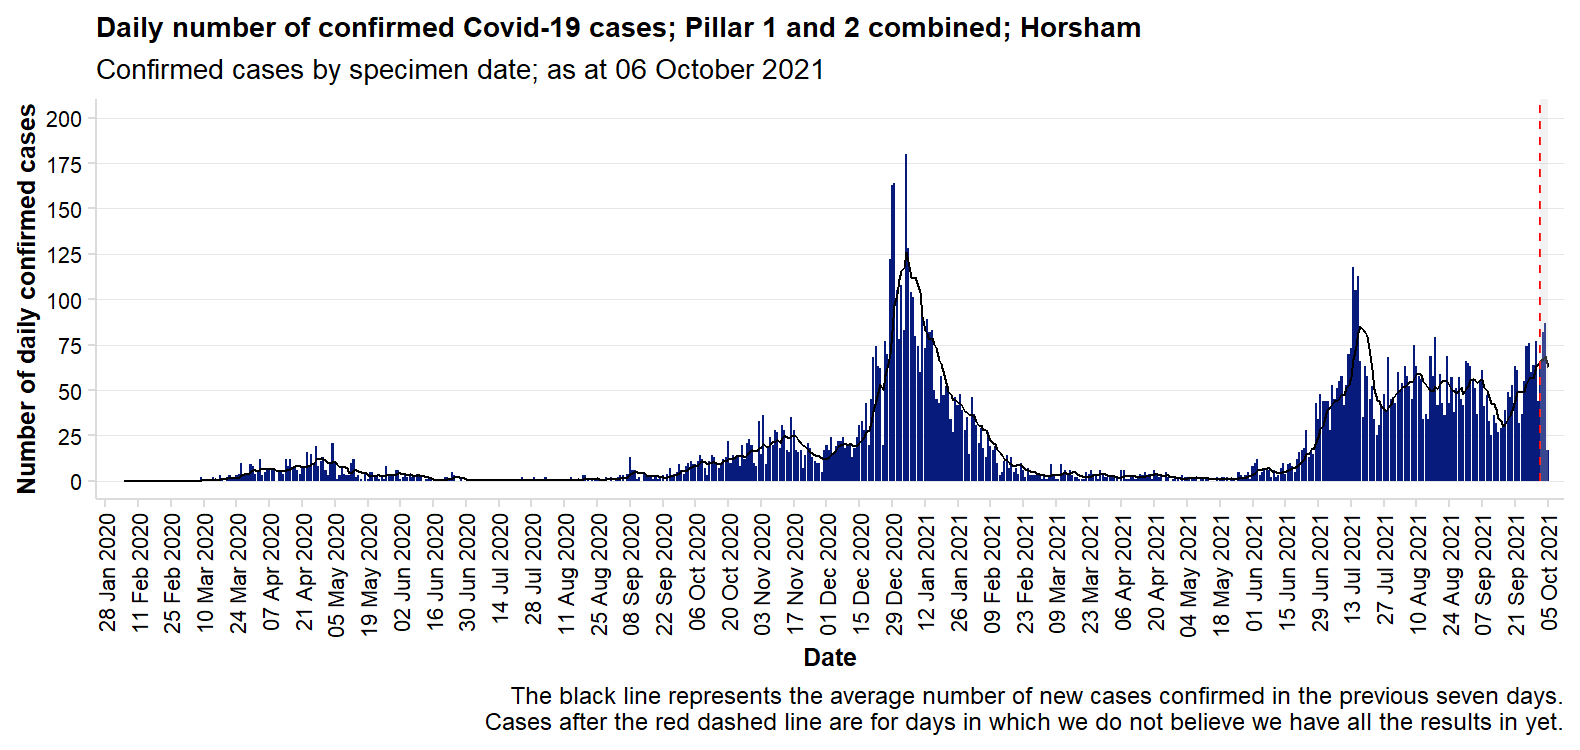 Daily number of confirmed Covid-19 cases; Pillar 1 and 2 combined; Horsham
Confirmed cases by specimen date; as at 06 October 2021
Number of daily confirmed cases
200
175
150
125
100
75
50
25
0
28 Jan 2020
11 Feb 2020
25 Feb 2020
10 Mar 2020
24 Mar 2020
07 Apr 2020
21 Apr 2020
05 May 2020
19 May 2020
02 Jun 2020
16 Jun 2020
30 Jun 2020
14 Jul 2020
28 Jul 2020
11 Aug 2020
25 Aug 2020
08 Sep 2020
22 Sep 2020
06 Oct 2020
20 Oct 2020
03 Nov 2020
17 Nov 2020
01 Dec 2020
15 Dec 2020
29 Dec 2020
12 Jan 2021
26 Jan 2021
09 Feb 2021
23 Feb 2021
09 Mar 2021
23 Mar 2021
06 Apr 2021
20 Apr 2021
04 May 2021
18 May 2021
01 Jun 2021
15 Jun 2021
29 Jun 2021
13 Jul 2021
27 Jul 2021
10 Aug 2021
24 Aug 2021
07 Sep 2021
21 Sep 2021
05 Oct 2021
Date
The black line represents the average number of new cases confirmed in the previous seven days.
Cases after the red dashed line are for days in which we do not believe we have all the results in yet.